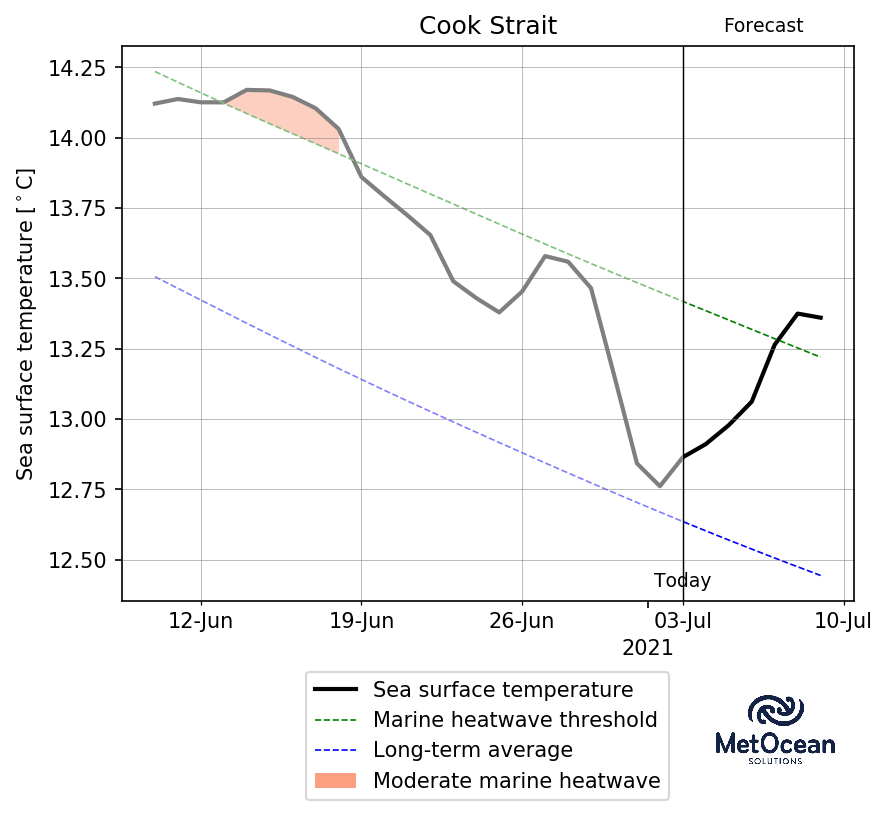 Cook Strait
Forecast
14.25
14.00
13.75
13.50
13.25
13.00
12.75
12.50
Sea surface temperature [°C]
Today
12-Jun
19-Jun
26-Jun
03-Jul
10-Jul
2021
Sea surface temperature
Marine heatwave threshold
Long-term average
Moderate marine heatwave
MetOcean
SOLUTIONS